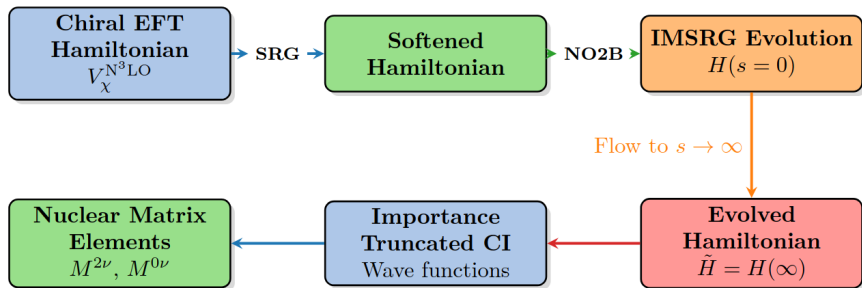 Chiral EFT
Hamiltonian
V_χ^{N³LO}
SRG
Softened
Hamiltonian
NO2B
IMSRG Evolution
H(s = 0)
Flow to s → ∞
Nuclear Matrix
Elements
M^{2ν}, M^{0ν}
Importance
Truncated CI
Wave functions
Evolved
Hamiltonian
H̃ = H(∞)